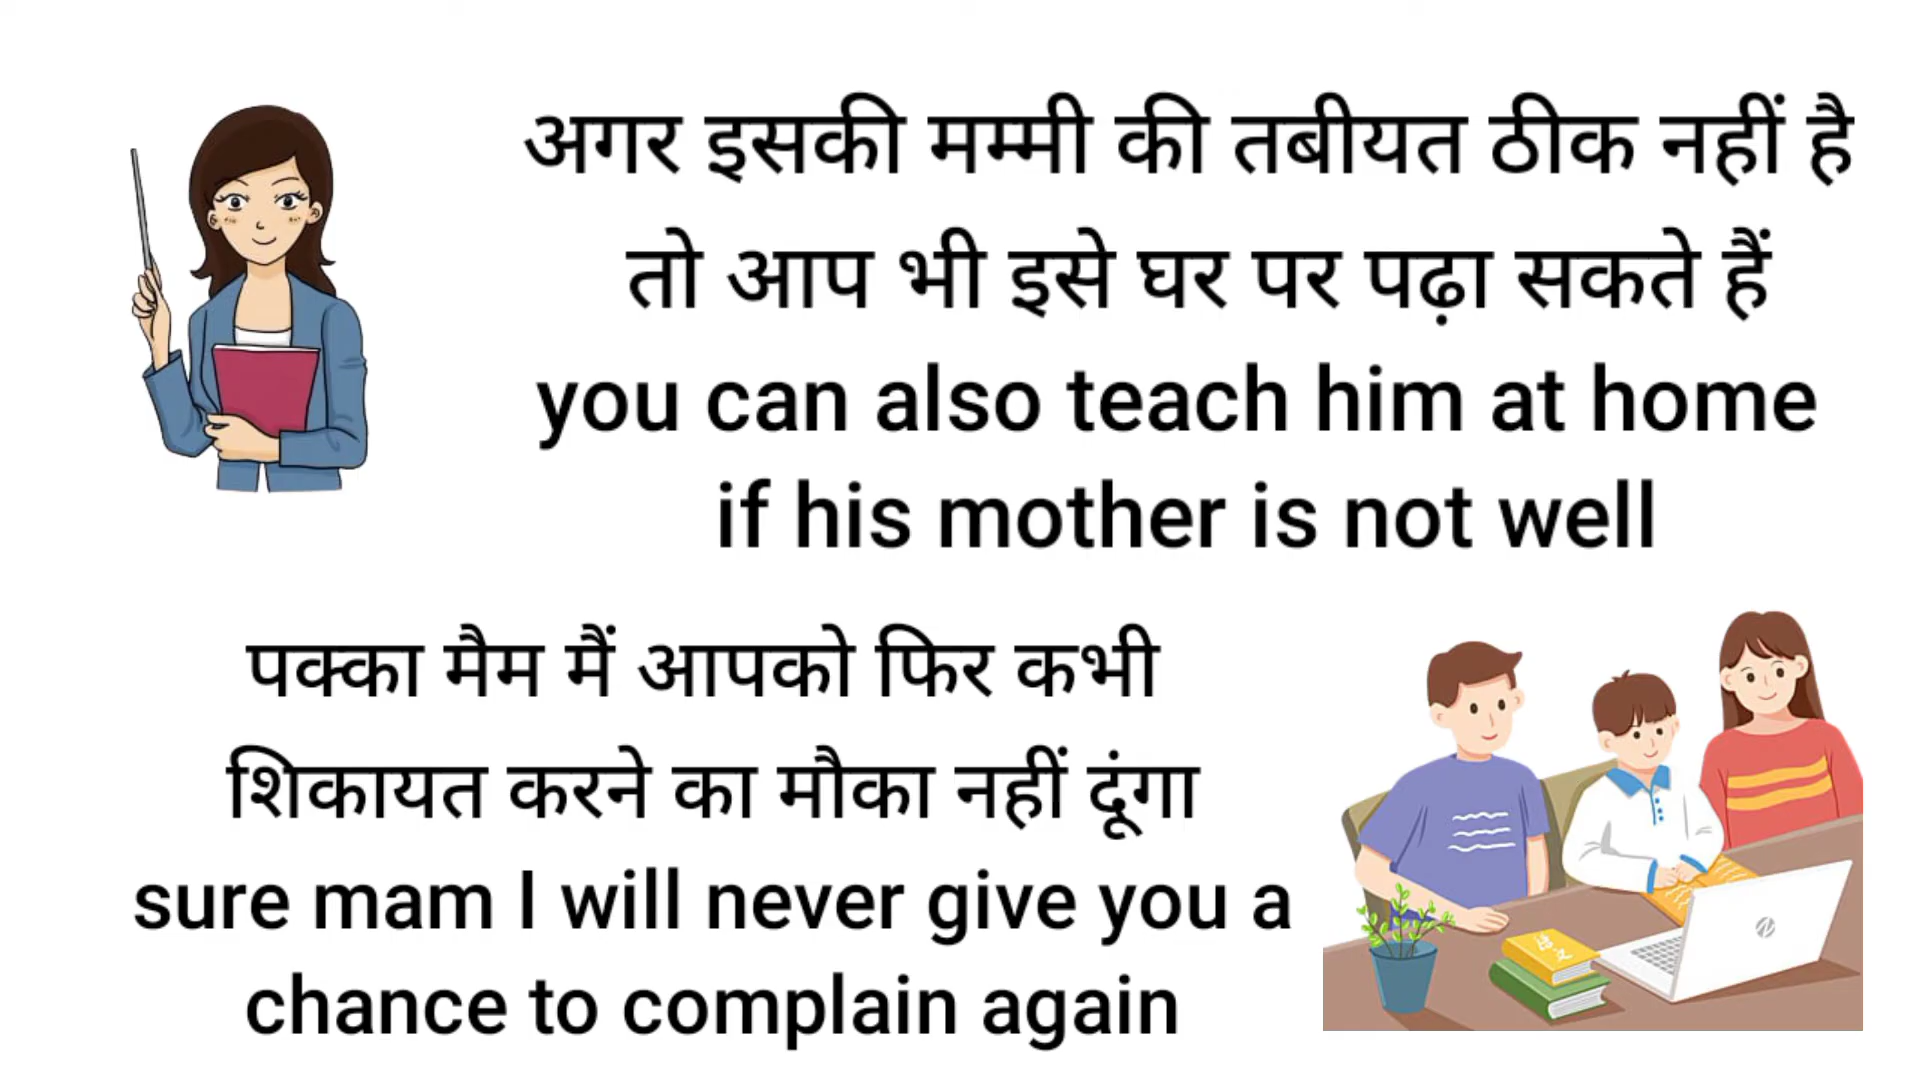 अगर इसकी मम्मी की तबीयत ठीक नहीं है
तो आप भी इसे घर पर पढ़ा सकते हैं
you can also teach him at home
if his mother is not well
पक्का मैम मैं आपको फिर कभी
शिकायत करने का मौका नहीं दूंगा
sure mam I will never give you a
chance to complain again